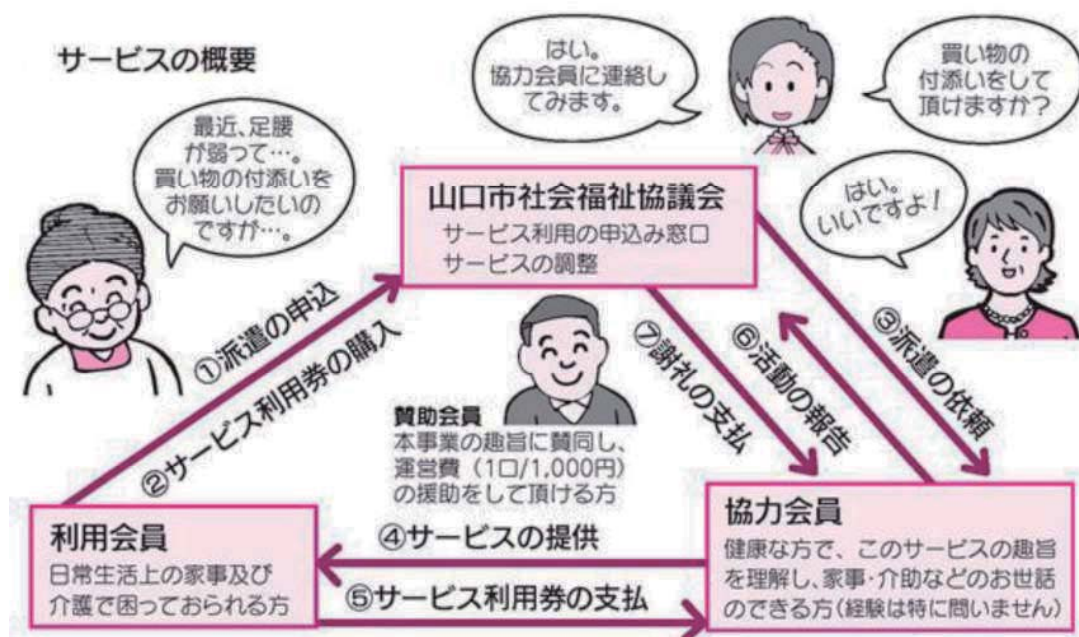 サービスの概要
はい。
協力会員に連絡し
てみます。
買い物の
付添いをして
頂けますか？
最近、足腰
が弱って…。
買い物の付添いを
お願いしたいの
ですが…。
はい。
いいですよ！
山口市社会福祉協議会
サービス利用の申込み窓口
サービスの調整
①派遣の申込
②サービス利用券の購入
⑦謝礼の支払
⑥活動の報告
③派遣の依頼
賛助会員
本事業の趣旨に賛同し、
運営費（1口/1,000円）
の援助をして頂ける方
利用会員
日常生活上の家事及び
介護で困っておられる方
④サービスの提供
⑤サービス利用券の支払
協力会員
健康な方で、このサービスの趣旨
を理解し、家事・介助などのお世話
のできる方（経験は特に問いません）